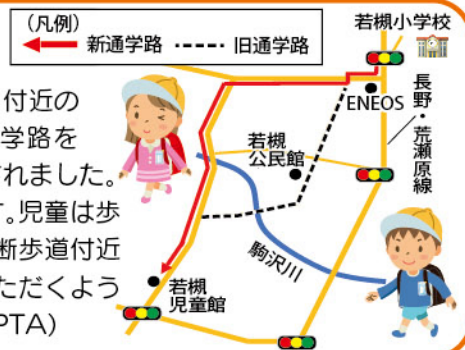 (凡例)
新通学路 旧通学路
若槻小学校
付近の
学路を
れました。
す。児童は歩
断歩道付近
ただくよう
PTA)
ENEOS
長野・荒瀬原線
若槻
公民館
駒沢川
若槻
児童館